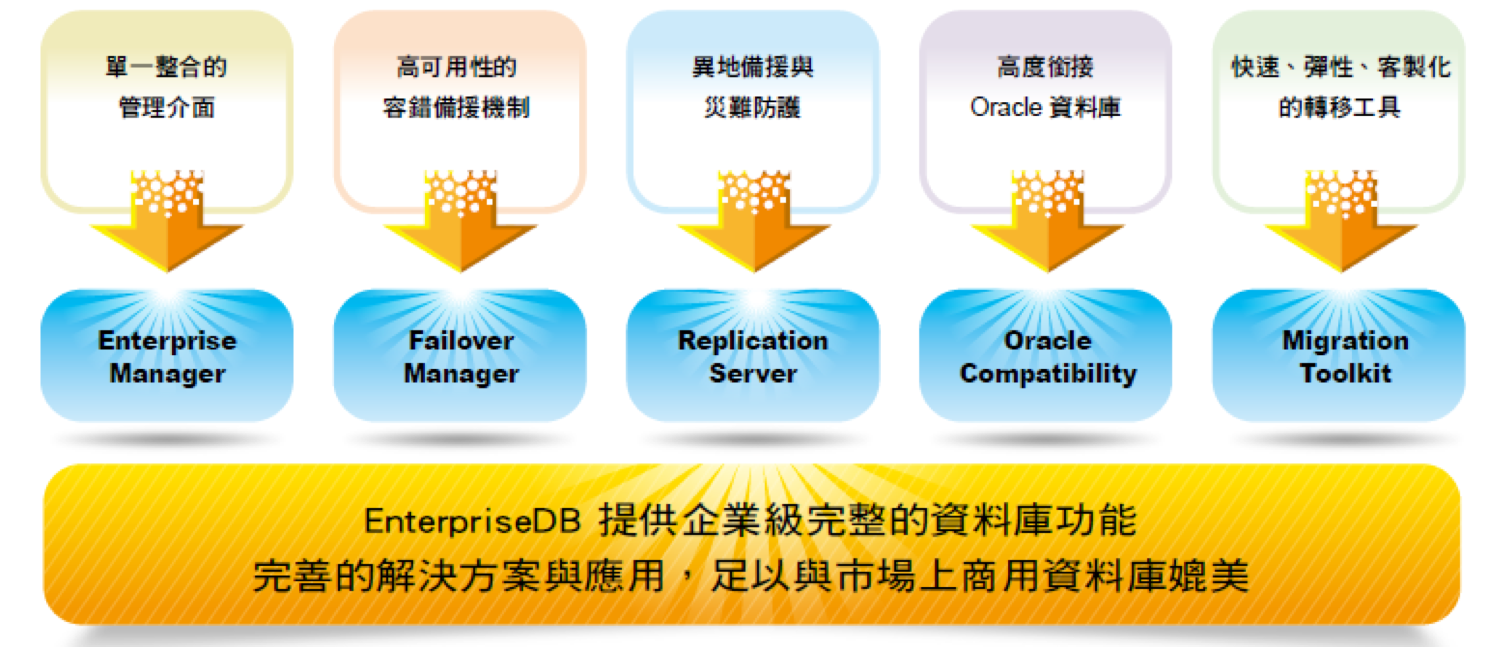 單一整合的
管理介面
高可用性的
容錯備援機制
異地備援與
災難防護
高度銜接
Oracle 資料庫
快速、彈性、客製化
的轉移工具
Enterprise
Manager
Failover
Manager
Replication
Server
Oracle
Compatibility
Migration
Toolkit
EnterpriseDB 提供企業級完整的資料庫功能
完善的解決方案與應用，足以與市場上商用資料庫媲美